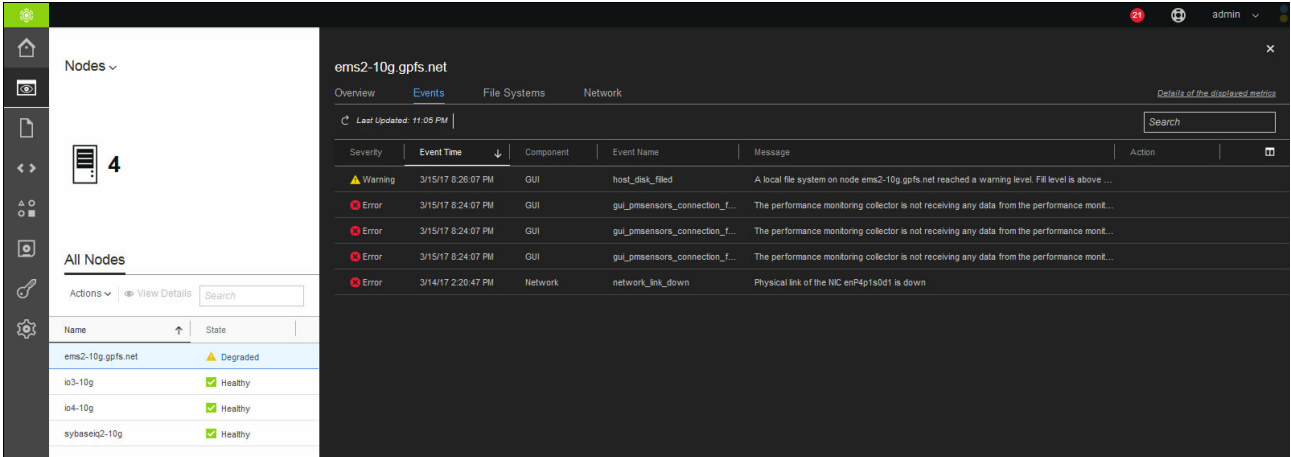 21 admin
Nodes
4
All Nodes
Actions View Details Search
Name State
ems2-10g.gpfs.net Degraded
io3-10g Healthy
io4-10g Healthy
sybaseiq2-10g Healthy
ems2-10g.gpfs.net
Overview Events File Systems Network Details of the displayed metrics
Last Updated: 11:05 PM Search
Severity Event Time Component Event Name Message Action
Warning 3/15/17 8:26:07 PM GUI host_disk_filled A local file system on node ems2-10g.gpfs.net reached a warning level. Fill level is above ...
Error 3/15/17 8:24:07 PM GUI gui_pmsensors_connection_f... The performance monitoring collector is not receiving any data from the performance monit...
Error 3/15/17 8:24:07 PM GUI gui_pmsensors_connection_f... The performance monitoring collector is not receiving any data from the performance monit...
Error 3/15/17 8:24:07 PM GUI gui_pmsensors_connection_f... The performance monitoring collector is not receiving any data from the performance monit...
Error 3/14/17 2:20:47 PM Network network_link_down Physical link of the NIC enP4p1s0d1 is down